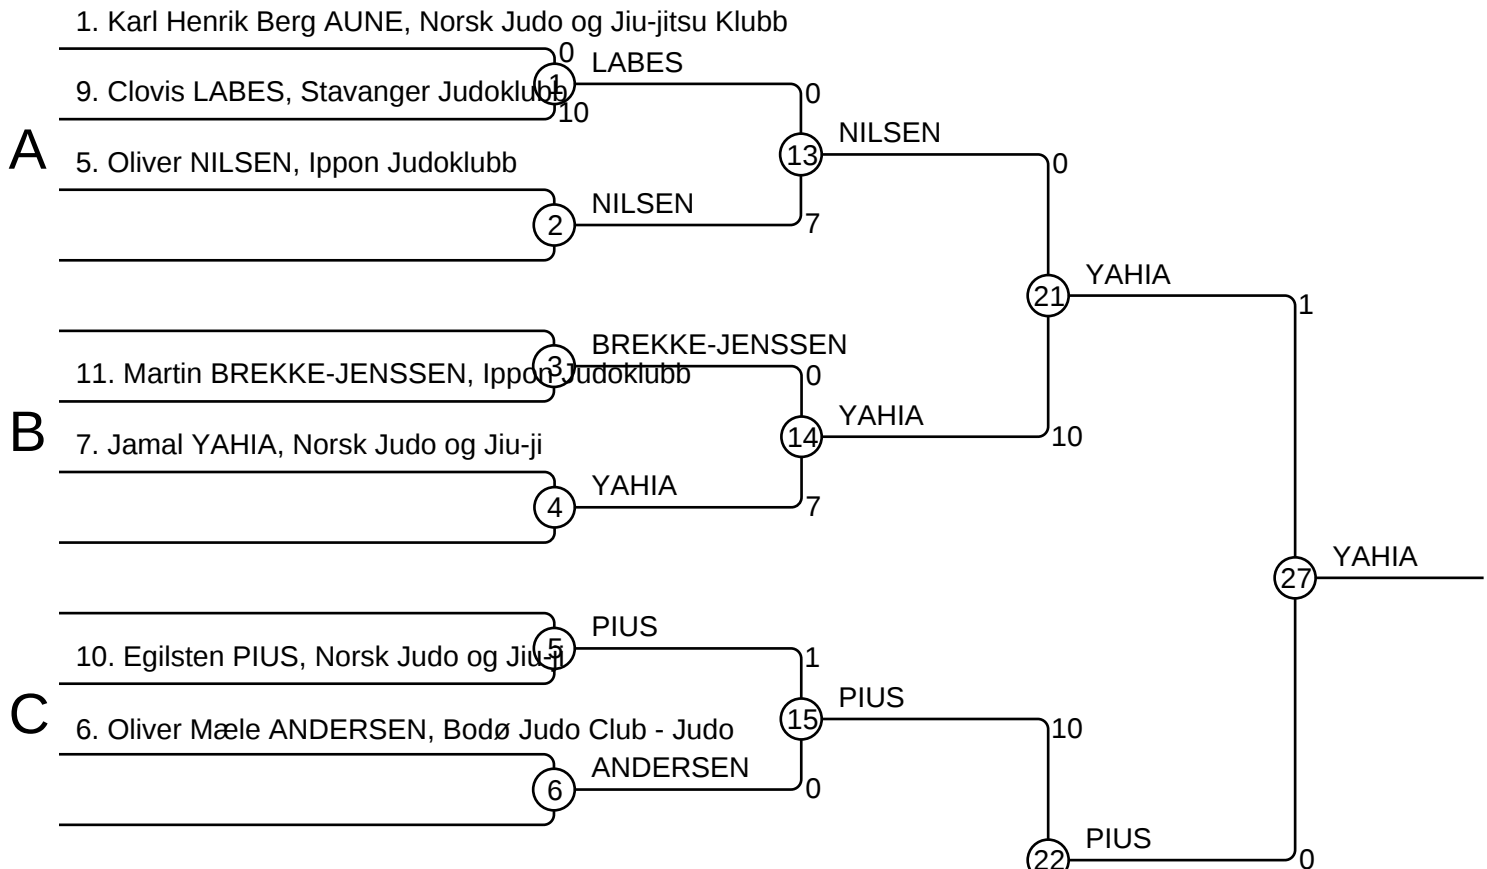 1. Karl Henrik Berg AUNE, Norsk Judo og Jiu-jitsu Klubb
0
LABES
9. Clovis LABES, Stavanger Judoklubb
1
0
10
A
NILSEN
13
5. Oliver NILSEN, Ippon Judoklubb
0
NILSEN
2
7
YAHIA
21
1
BREKKE-JENSSEN
3
11. Martin BREKKE-JENSSEN, Ippon Judoklubb
0
B
YAHIA
14
10
7. Jamal YAHIA, Norsk Judo og Jiu-ji
YAHIA
4
7
YAHIA
27
PIUS
5
10. Egilsten PIUS, Norsk Judo og Jiu-ji
1
C
PIUS
15
10
6. Oliver Mæle ANDERSEN, Bodø Judo Club - Judo
ANDERSEN
6
0
PIUS
22
0